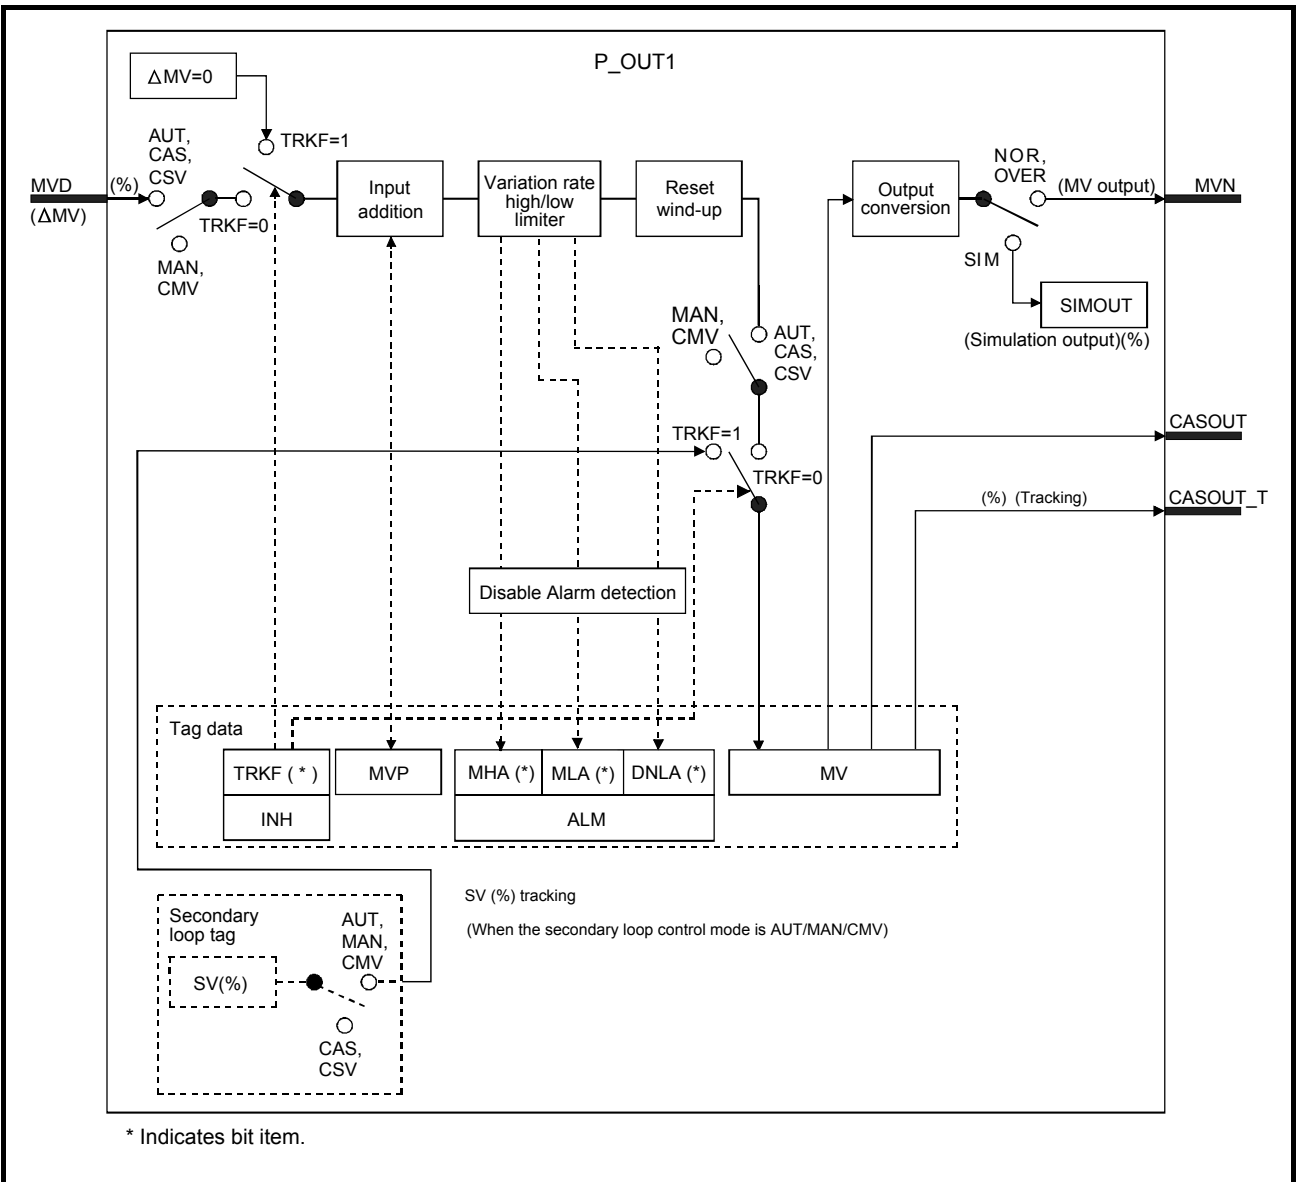 P_OUT1
ΔMV=0
TRKF=1
AUT,
CAS,
CSV
MVD
(%)
(ΔMV)
TRKF=0
MAN,
CMV
Input
addition
Variation rate
high/low
limiter
Reset
wind-up
Output
conversion
NOR,
OVER
(MV output)
MVN
SIM
SIMOUT
(Simulation output)(%)
MAN,
CMV
AUT,
CAS,
CSV
TRKF=1
TRKF=0
CASOUT
(%) (Tracking)
CASOUT_T
Disable Alarm detection
Tag data
TRKF ( * )
INH
MVP
MHA (*)
MLA (*)
DNLA (*)
ALM
MV
SV (%) tracking
(When the secondary loop control mode is AUT/MAN/CMV)
Secondary
loop tag
AUT,
MAN,
CMV
SV(%)
CAS,
CSV
* Indicates bit item.